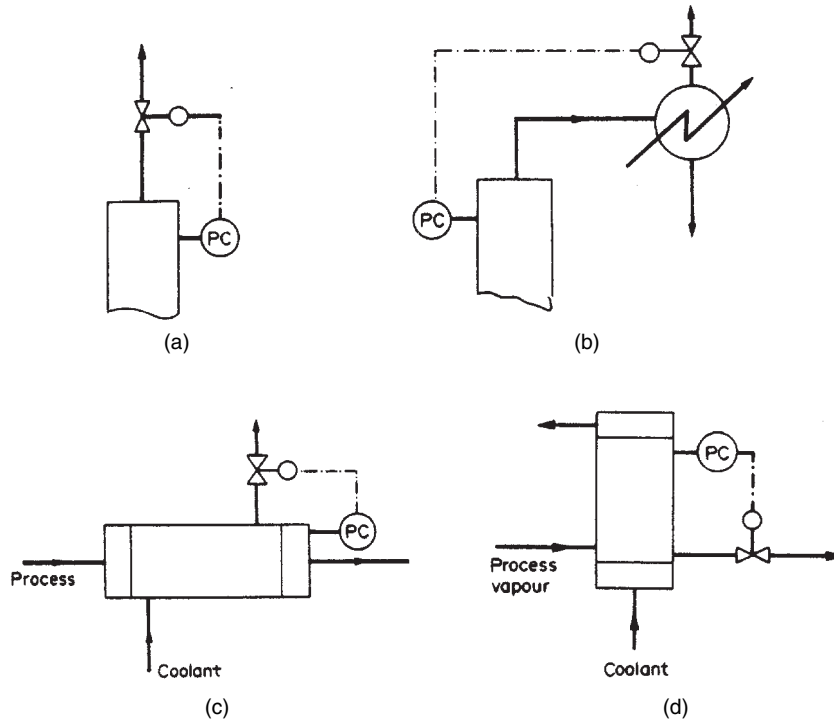 PC
(a)
PC
(b)
PC
Process
Coolant
(c)
PC
Process
vapour
Coolant
(d)